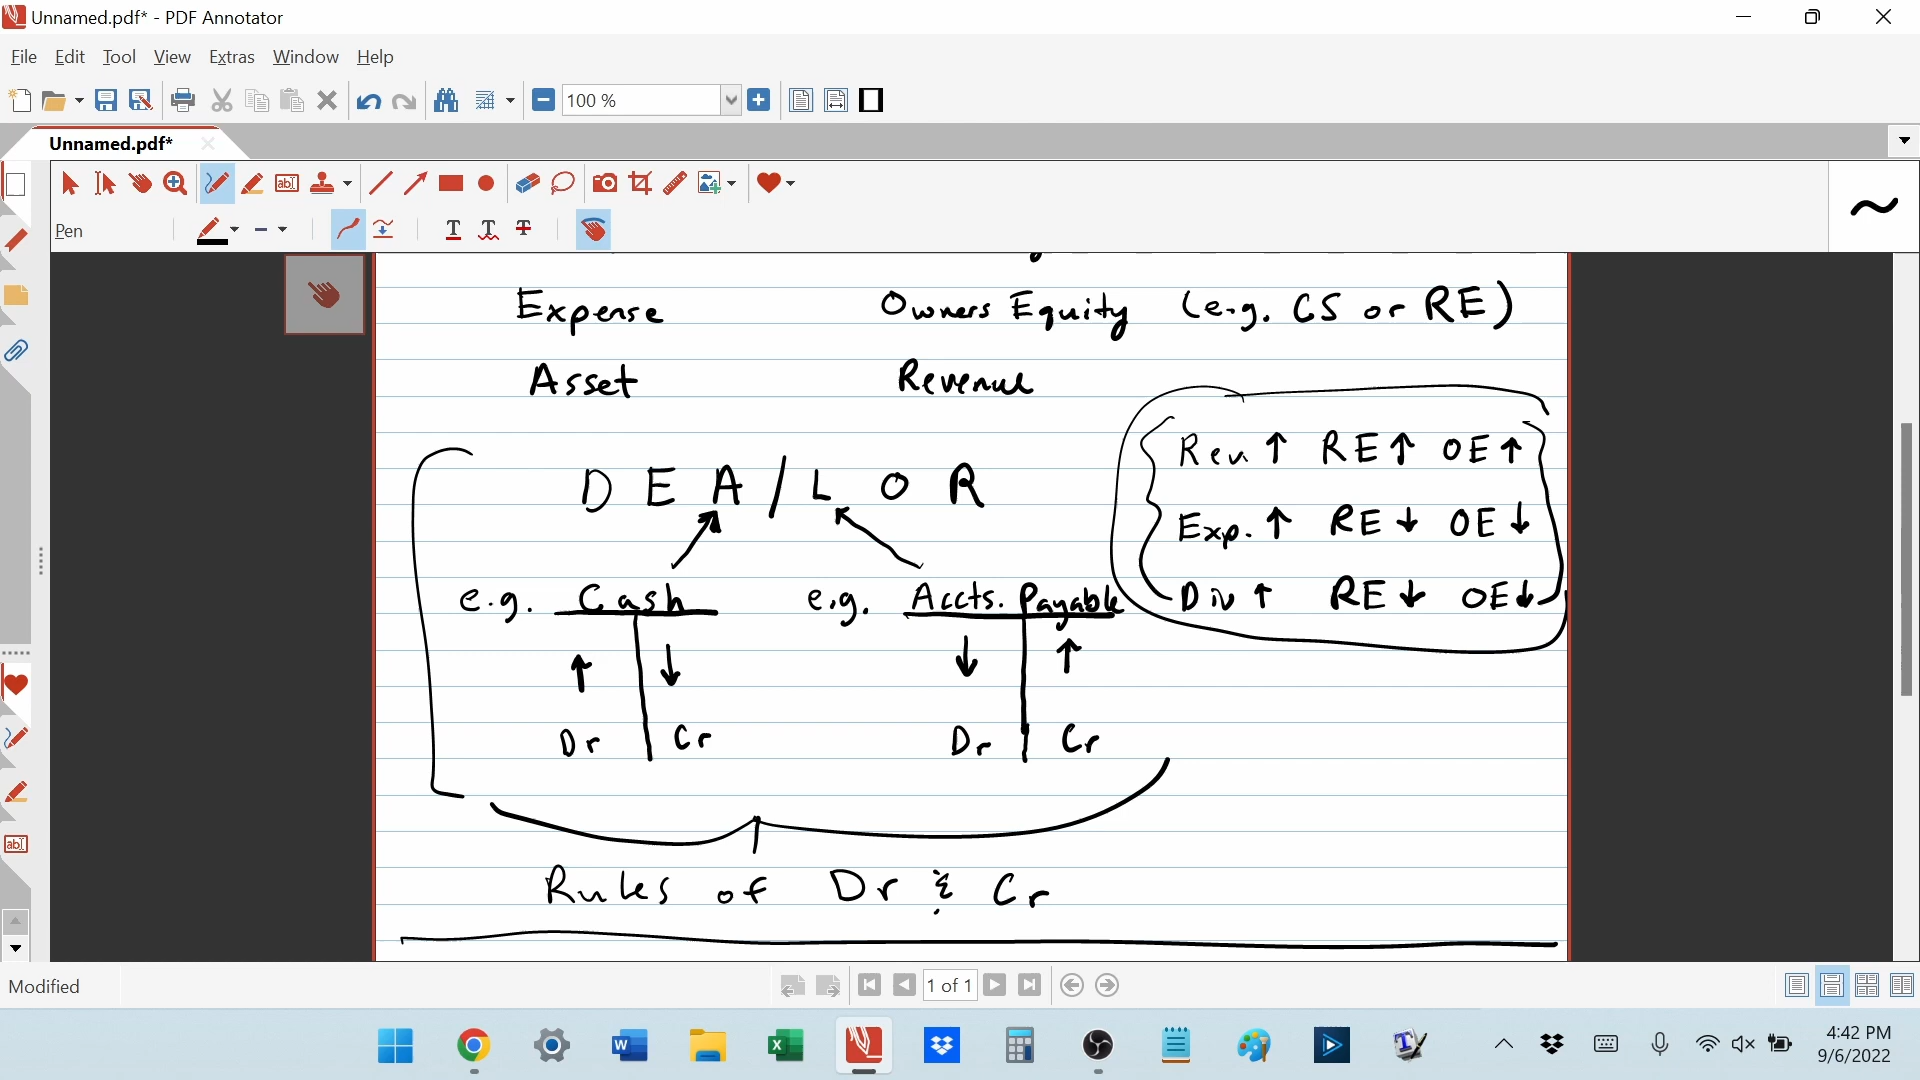 Unnamed.pdf* - PDF Annotator
File Edit Tool View Extras Window Help
100 %
Unnamed.pdf*
Pen
Expense Owners Equity (e.g. CS or RE)
Asset Revenue
Rev ↑ RE ↑ OE ↑
D E A / L O R
Exp. ↑ RE ↓ OE ↓
e.g. Cash e.g. Accts. Payable Div ↑ RE ↓ OE ↓
↑ ↓ ↓ ↑
Dr Cr Dr Cr
Rules of Dr & Cr
Modified 1 of 1
4:42 PM
9/6/2022